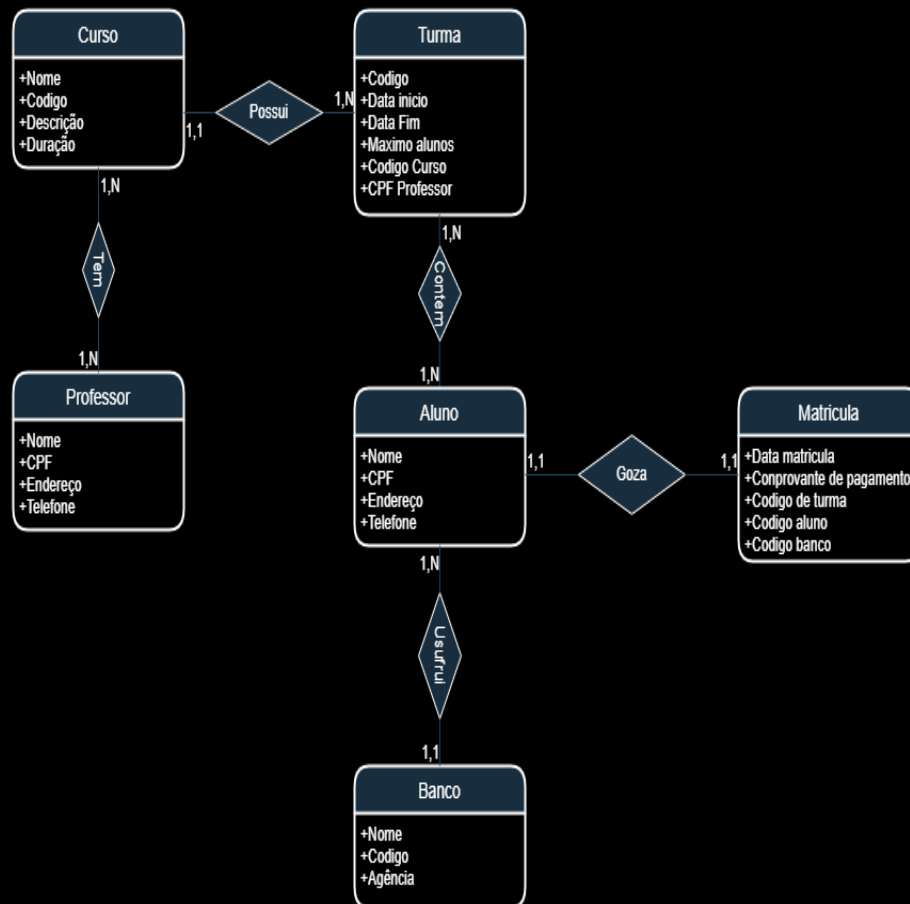 Curso
+Nome
+Codigo
+Descrição
+Duração
1,1
Possui
1,N
Turma
+Codigo
+Data inicio
+Data Fim
+Maximo alunos
+Codigo Curso
+CPF Professor
1,N
Tem
1,N
Professor
+Nome
+CPF
+Endereço
+Telefone
1,N
Contem
1,N
Aluno
+Nome
+CPF
+Endereço
+Telefone
1,1
Goza
1,1
Matricula
+Data matricula
+Conprovante de pagamento
+Codigo de turma
+Codigo aluno
+Codigo banco
1,N
Usufrui
1,1
Banco
+Nome
+Codigo
+Agência